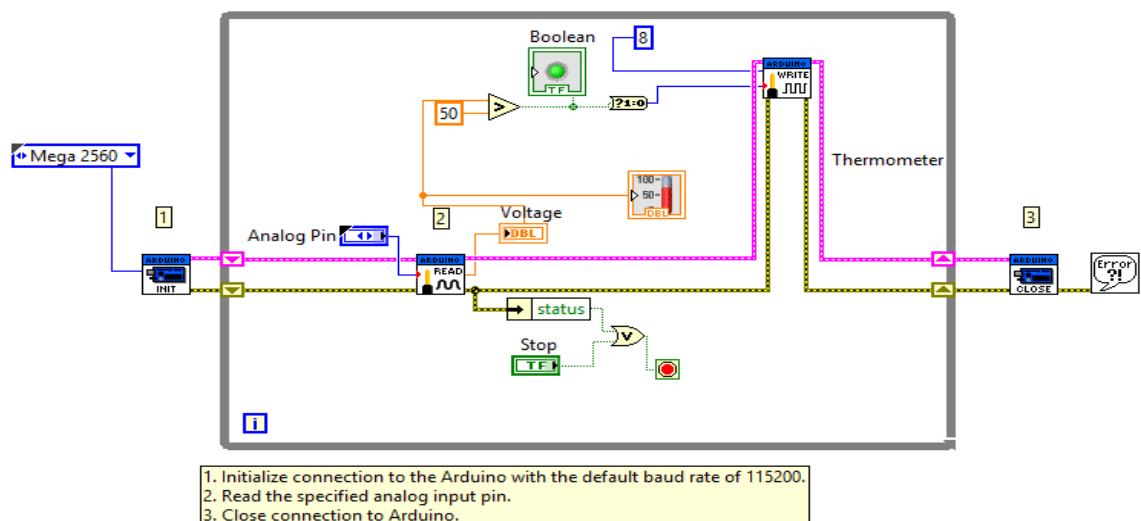 Boolean
8
ARDUINO
WRITE
TF
?1:0
>
50
Mega 2560
Thermometer
100-
50-
DBL
1
2
Voltage
3
Analog Pin
DBL
ARDUINO
INIT
ARDUINO
READ
ARDUINO
CLOSE
Error
?!
status
Stop
V
TF
i
1. Initialize connection to the Arduino with the default baud rate of 115200.
2. Read the specified analog input pin.
3. Close connection to Arduino.